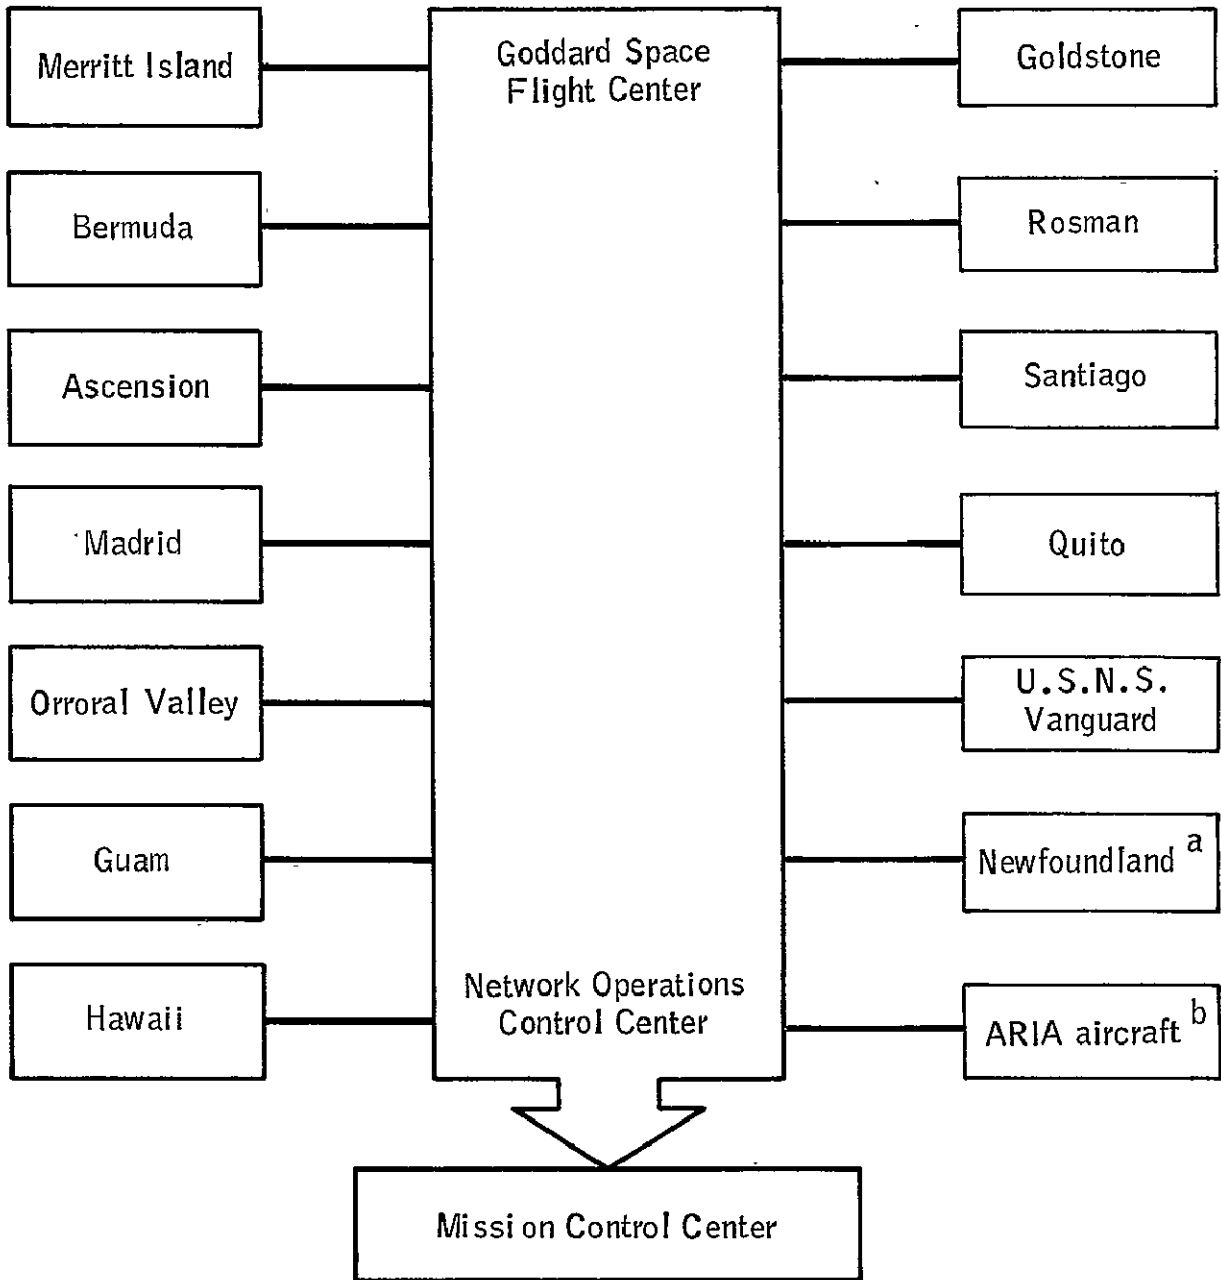 Merritt Island
Bermuda
Ascension
Madrid
Orroral Valley
Guam
Hawaii
Goddard Space
Flight Center
Network Operations
Control Center
Goldstone
Rosman
Santiago
Quito
U.S.N.S.
Vanguard
Newfoundland a
ARIA aircraft b
Mission Control Center